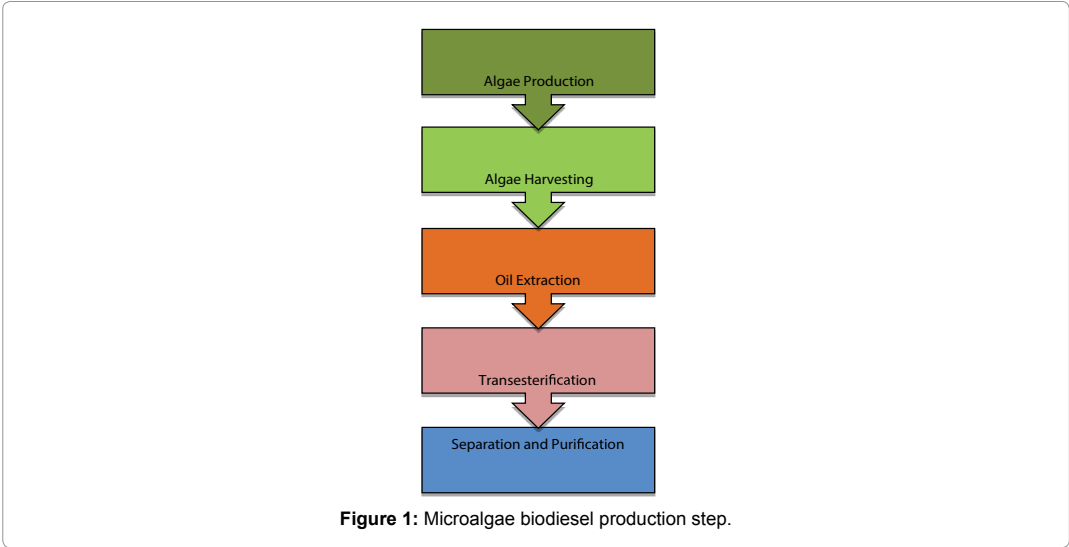 Algae Production
Algae Harvesting
Oil Extraction
Transesterification
Separation and Purification
Figure 1: Microalgae biodiesel production step.